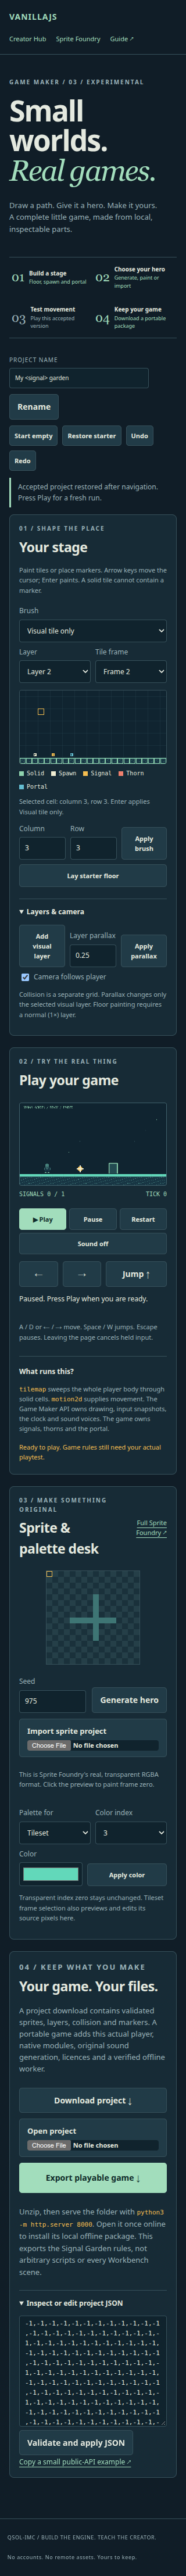 VANILLAJS
Creator Hub Sprite Foundry Guide ↗
GAME MAKER / 03 / EXPERIMENTAL
Small
worlds.
Real games.
Draw a path. Give it a hero. Make it yours.
A complete little game, made from local,
inspectable parts.
01 Build a stage
Floor, spawn and portal
02 Choose your hero
Generate, paint or
import
03 Test movement
Play this accepted
version
04 Keep your game
Download a portable
package
PROJECT NAME
My <signal> garden
Rename
Start empty Restore starter Undo
Redo
Accepted project restored after navigation.
Press Play for a fresh run.
01 / SHAPE THE PLACE
Your stage
Paint tiles or place markers. Arrow keys move the
cursor; Enter paints. A solid tile cannot contain a
marker.
Brush
Visual tile only
Layer Tile frame
Layer 2 Frame 2
Solid Spawn Signal Thorn
Portal
Selected cell: column 3, row 3. Enter applies
Visual tile only.
Column Row
3 3 Apply
brush
Lay starter floor
▼ Layers & camera
Add
visual
layer
Layer parallax
0.25
Apply
parallax
Camera follows player
Collision is a separate grid. Parallax changes only
the selected visual layer. Floor painting requires
a normal (1×) layer.
02 / TRY THE REAL THING
Play your game
SIGNALS 0 / 1 TICK 0
▶ Play Pause Restart
Sound off
← → Jump ↑
Paused. Press Play when you are ready.
A / D or ← / → move. Space / W jumps. Escape
pauses. Leaving the page cancels held input.
What runs this?
tilemap sweeps the whole player body through
solid cells. motion2d supplies movement. The
Game Maker API owns drawing, input snapshots,
the clock and sound voices. The game owns
signals, thorns and the portal.
Ready to play. Game rules still need your actual
playtest.
03 / MAKE SOMETHING
ORIGINAL
Sprite &
palette desk
Full Sprite
Foundry ↗
Seed
975
Generate hero
Import sprite project
Choose File No file chosen
This is Sprite Foundry's real, transparent RGBA
format. Click the preview to paint frame zero.
Palette for Color index
Tileset 3
Color
Apply color
Transparent index zero stays unchanged. Tileset
frame selection also previews and edits its
source pixels here.
04 / KEEP WHAT YOU MAKE
Your game. Your files.
A project download contains validated
sprites, layers, collision and markers. A
portable game adds the actual player,
native modules, original sound
generation, licences and a verified offline
worker.
Download project ↓
Open project
Choose File No file chosen
Export playable game ↓
Unzip, then serve the folder with python3
-m http.server 8000. Open it once online
to install its local offline package. This
exports the Signal Garden rules, not
arbitrary scripts or every Workbench
scene.
▼ Inspect or edit project JSON
Validate and apply JSON
Copy a small public-API example ↗
QSOL-IMC / BUILD THE ENGINE. TEACH THE CREATOR.
No accounts. No remote assets. Yours to keep.